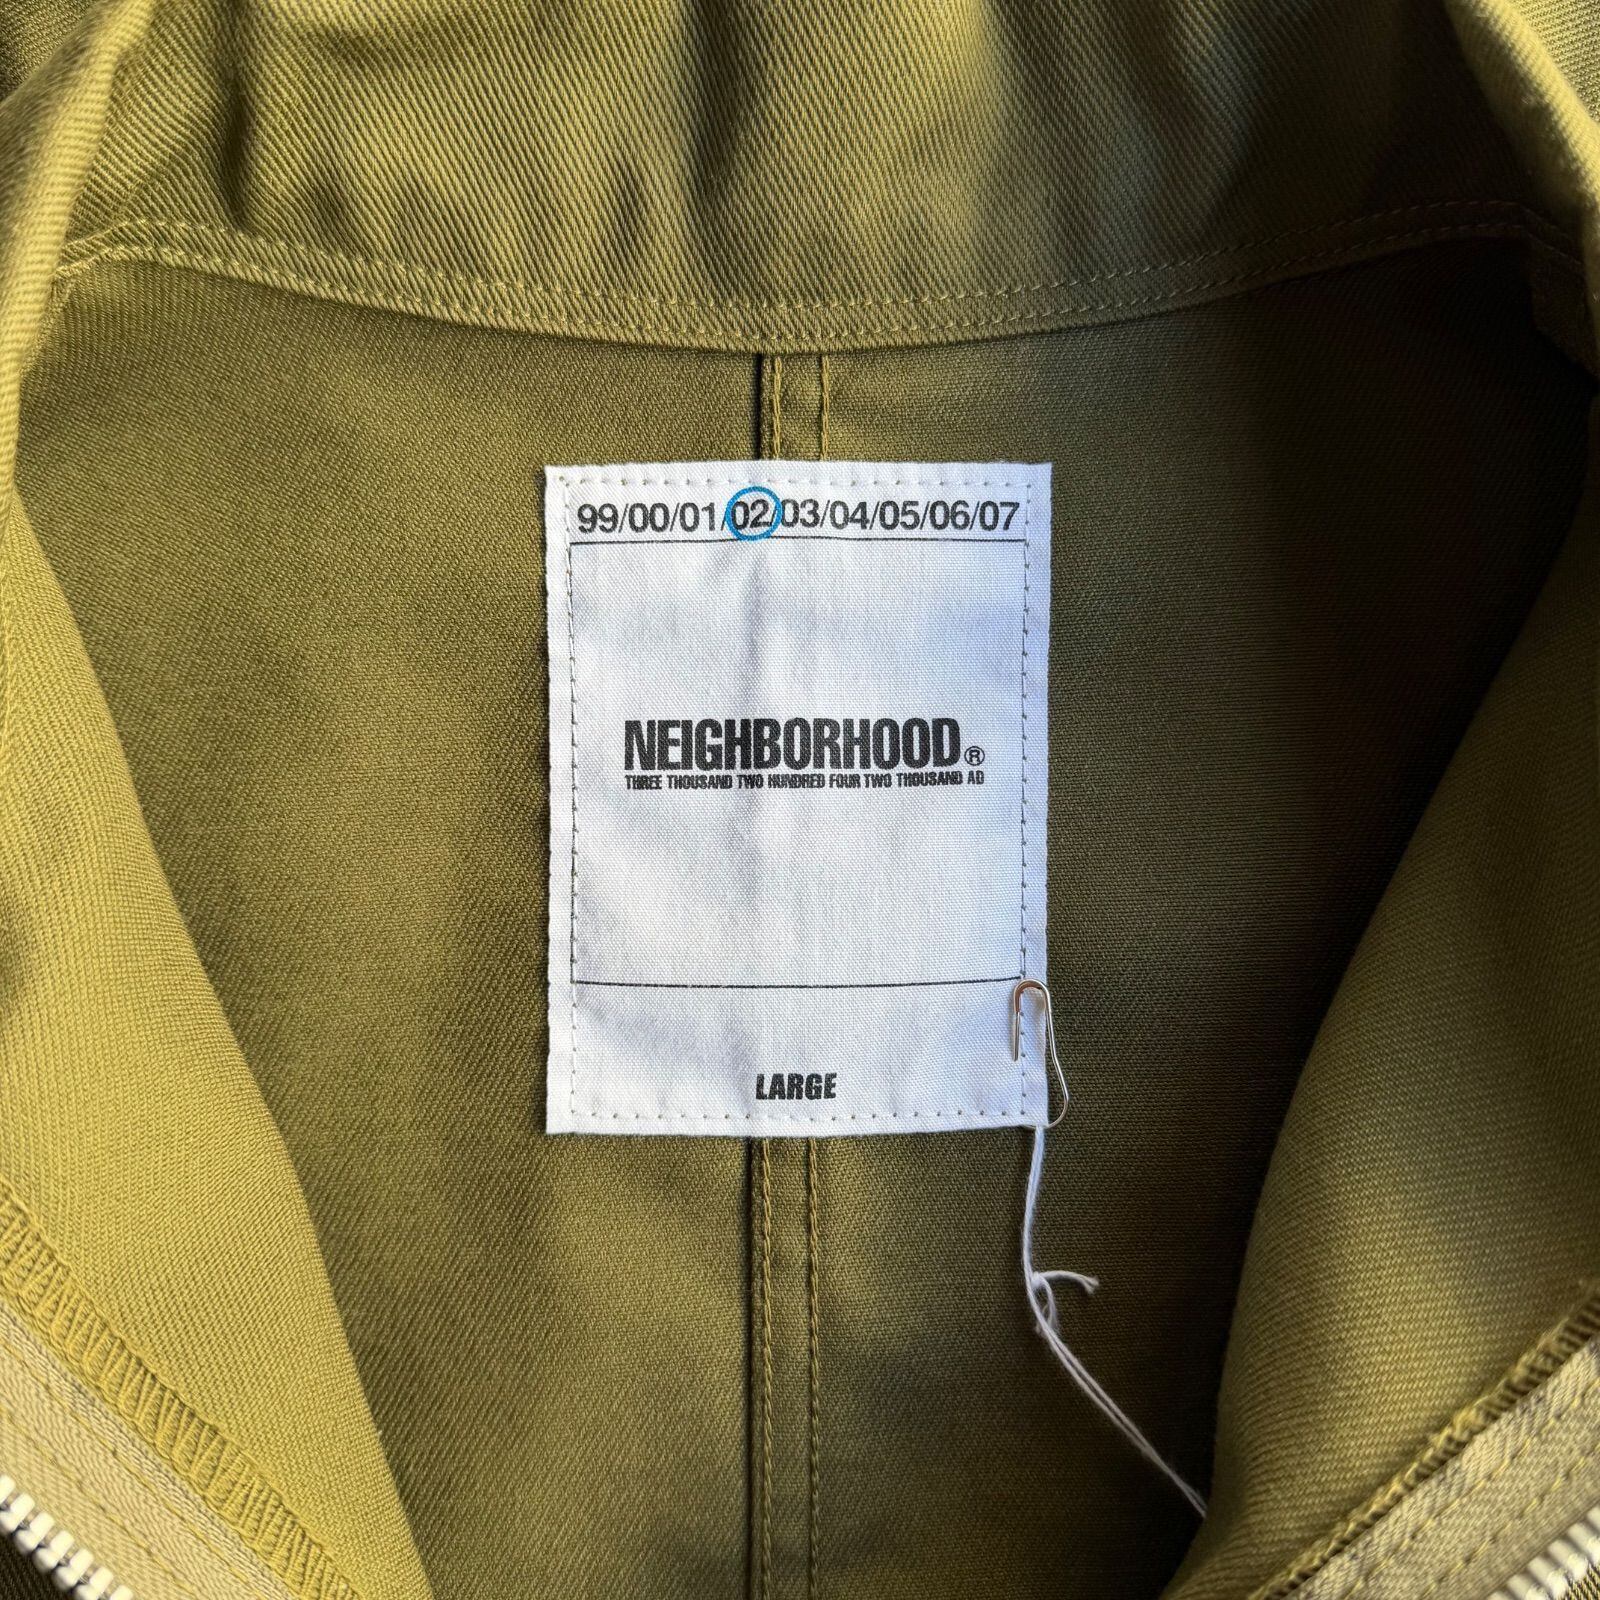 99/00/01/02/03/04/05/06/07
NEIGHBORHOOD®
THREE THOUSAND TWO HUNDRED FOUR TWO THOUSAND AD
LARGE